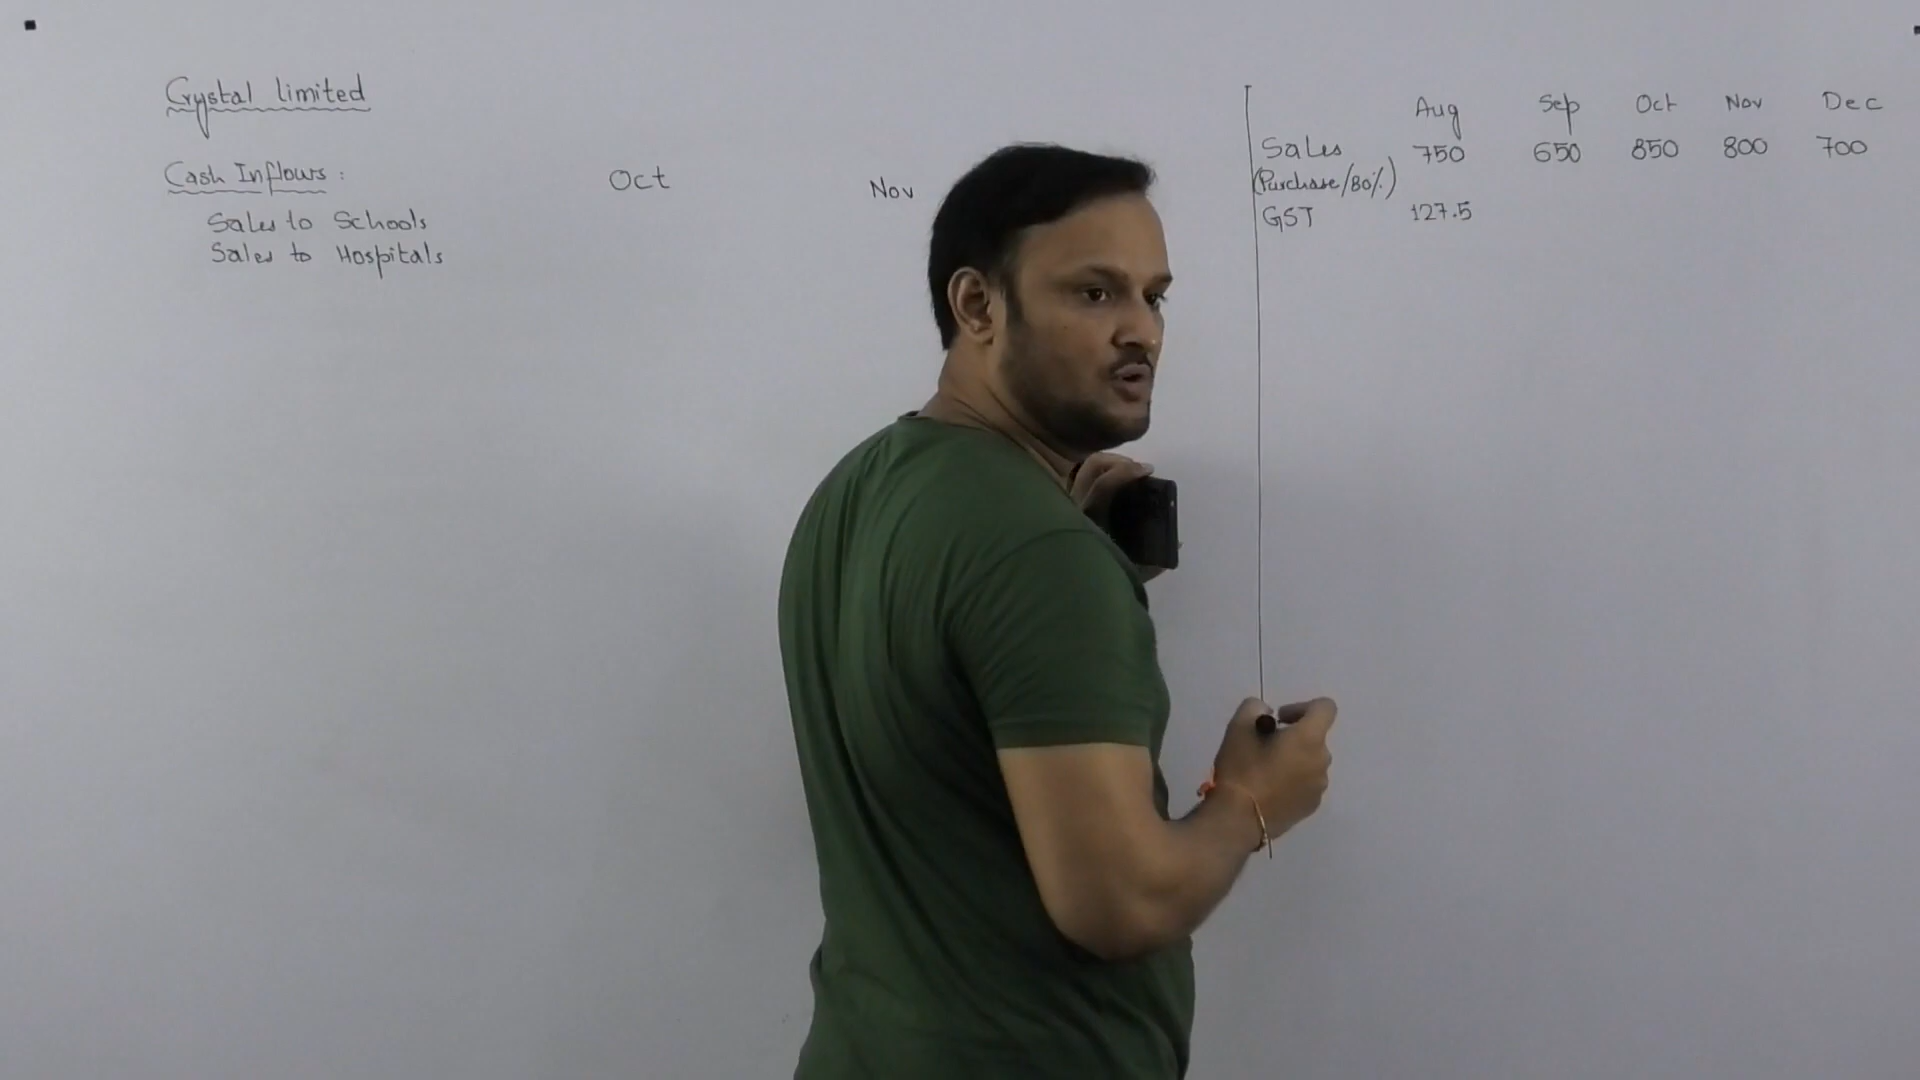 Crystal limited
Cash Inflows :
Oct
Nov
Sales to Schools
Sales to Hospitals
Aug Sep Oct Nov Dec
Sales 750 650 850 800 700
(Purchase/80%)
GST 127.5